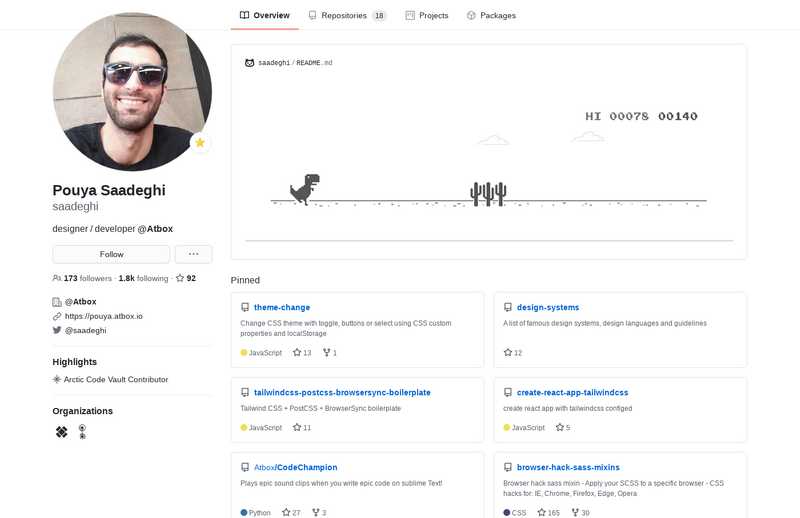 Overview
Repositories 18
Projects
Packages
saadeghi / README.md
HI 00078 00140
Pouya Saadeghi
saadeghi
designer / developer @Atbox
Follow
173 followers · 1.8k following · 92
@Atbox
https://pouya.atbox.io
@saadeghi
Highlights
Arctic Code Vault Contributor
Organizations
Pinned
theme-change
Change CSS theme with toggle, buttons or select using CSS custom
properties and localStorage
JavaScript 13 1
design-systems
A list of famous design systems, design languages and guidelines
12
tailwindcss-postcss-browsersync-boilerplate
Tailwind CSS + PostCSS + BrowserSync boilerplate
JavaScript 11
create-react-app-tailwindcss
create react app with tailwindcss configed
JavaScript 5
Atbox/CodeChampion
Plays epic sound clips when you write epic code on sublime Text!
Python 27 3
browser-hack-sass-mixins
Browser hack sass mixin - Apply your SCSS to a specific browser - CSS
hacks for: IE, Chrome, Firefox, Edge, Opera
CSS 165 30